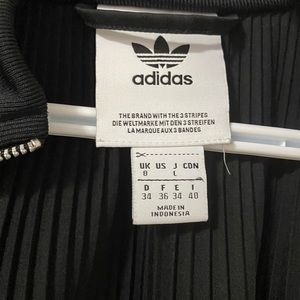 adidas
THE BRAND WITH THE 3 STRIPES
DIE WELTMARKE MIT DEN 3 STREIFEN
LA MARQUE AUX 3 BANDES
UK US J CDN
8 L
D F E I
34 36 34 40
MADE IN
INDONESIA